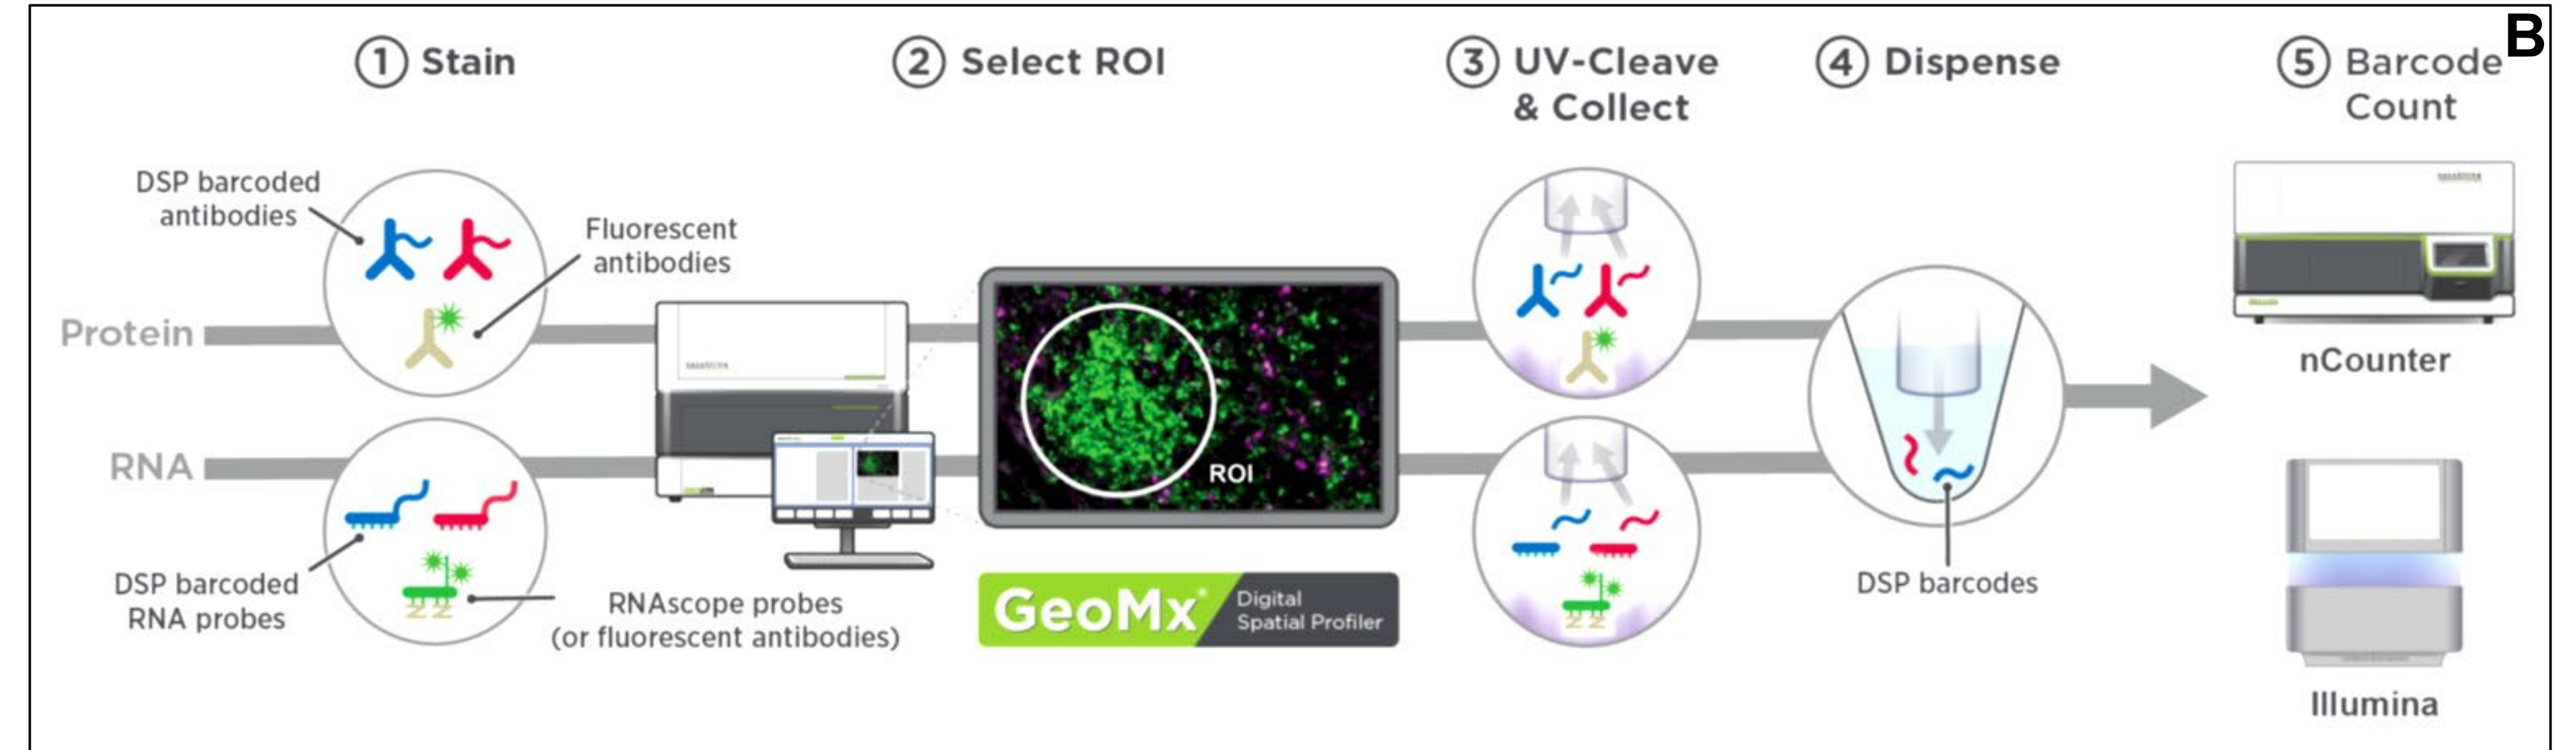 B
① Stain
② Select ROI
③ UV-Cleave
& Collect
④ Dispense
⑤ Barcode
Count
DSP barcoded
antibodies
Fluorescent
antibodies
Protein
RNA
DSP barcoded
RNA probes
RNAscope probes
(or fluorescent antibodies)
ROI
GeoMx® Digital
Spatial Profiler
DSP barcodes
nCounter
Illumina